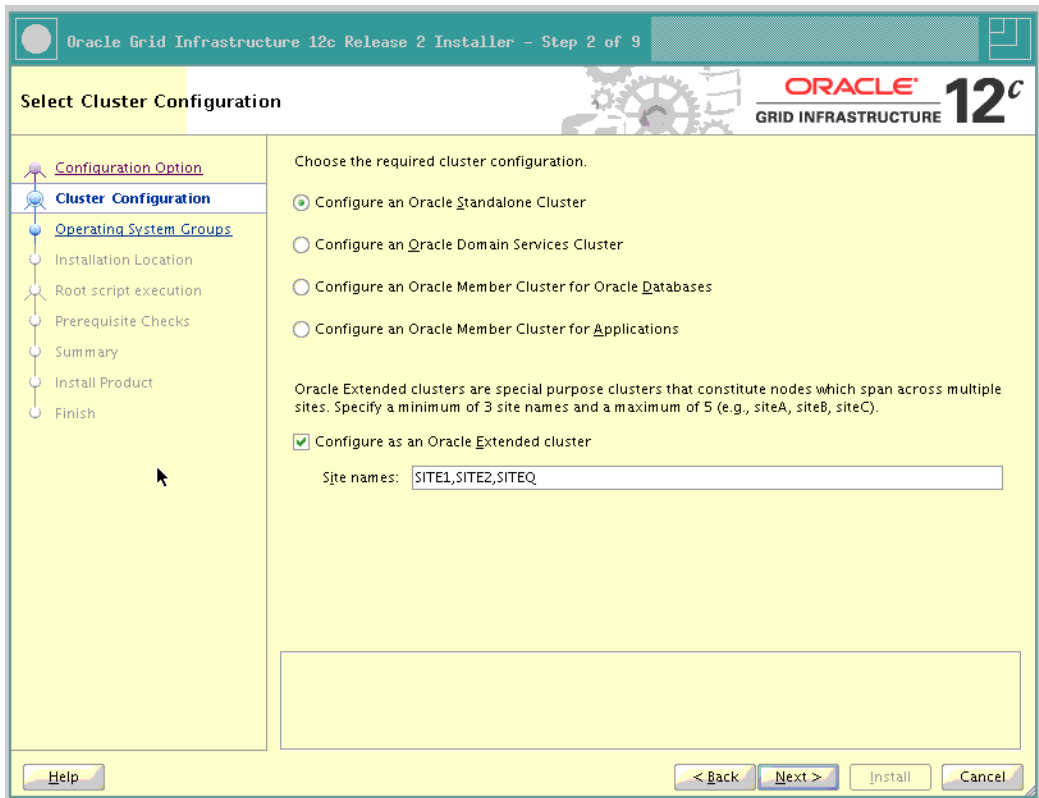 Oracle Grid Infrastructure 12c Release 2 Installer - Step 2 of 9
Select Cluster Configuration
ORACLE®
GRID INFRASTRUCTURE
12c
Configuration Option
Cluster Configuration
Operating System Groups
Installation Location
Root script execution
Prerequisite Checks
Summary
Install Product
Finish
Choose the required cluster configuration.
Configure an Oracle Standalone Cluster
Configure an Oracle Domain Services Cluster
Configure an Oracle Member Cluster for Oracle Databases
Configure an Oracle Member Cluster for Applications
Oracle Extended clusters are special purpose clusters that constitute nodes which span across multiple
sites. Specify a minimum of 3 site names and a maximum of 5 (e.g., siteA, siteB, siteC).
Configure as an Oracle Extended cluster
Site names: SITE1,SITE2,SITEQ
Help
< Back
Next >
Install
Cancel